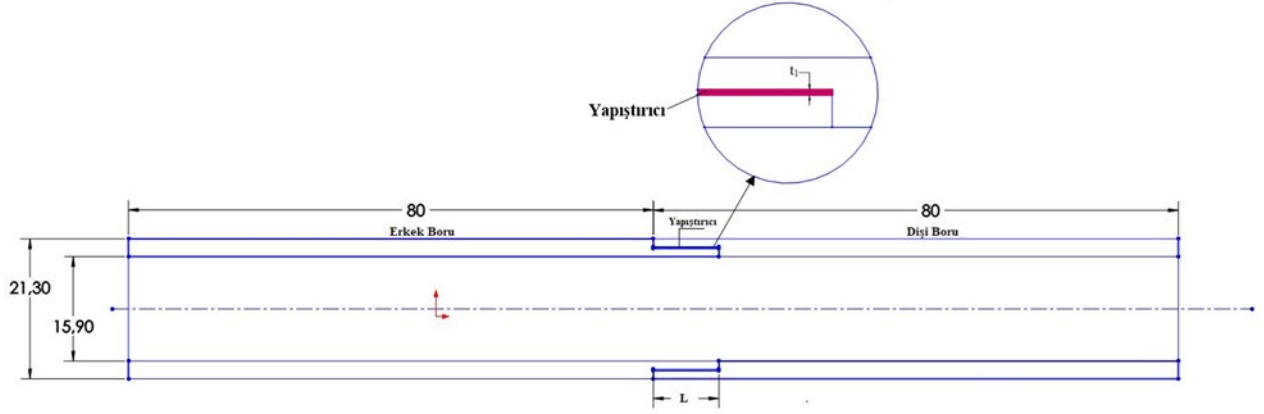 t₁
Yapıştırıcı
80
80
Yapıştırıcı
Erkek Boru
Dişi Boru
21,30
15,90
L